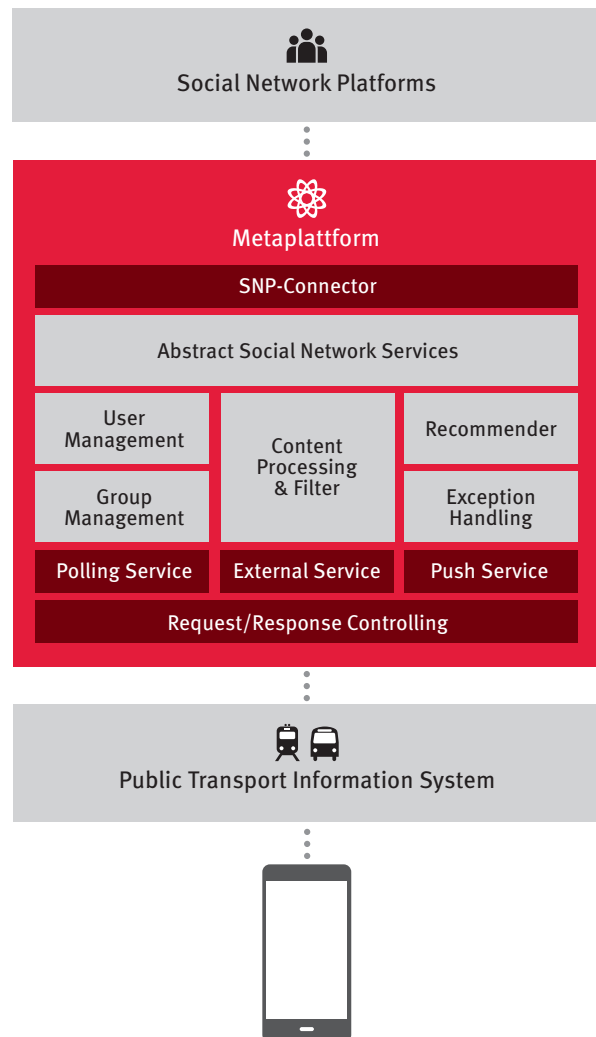 Social Network Platforms
Metaplattform
SNP-Connector
Abstract Social Network Services
User
Management
Content
Processing
& Filter
Recommender
Group
Management
Exception
Handling
Polling Service
External Service
Push Service
Request/Response Controlling
Public Transport Information System